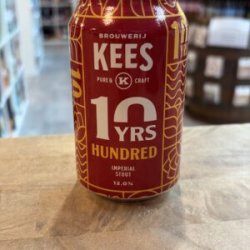 BROUWERIJ
KEES
PURE & K CRAFT
10
YRS
HUNDRED
IMPERIAL
STOUT
12,0%